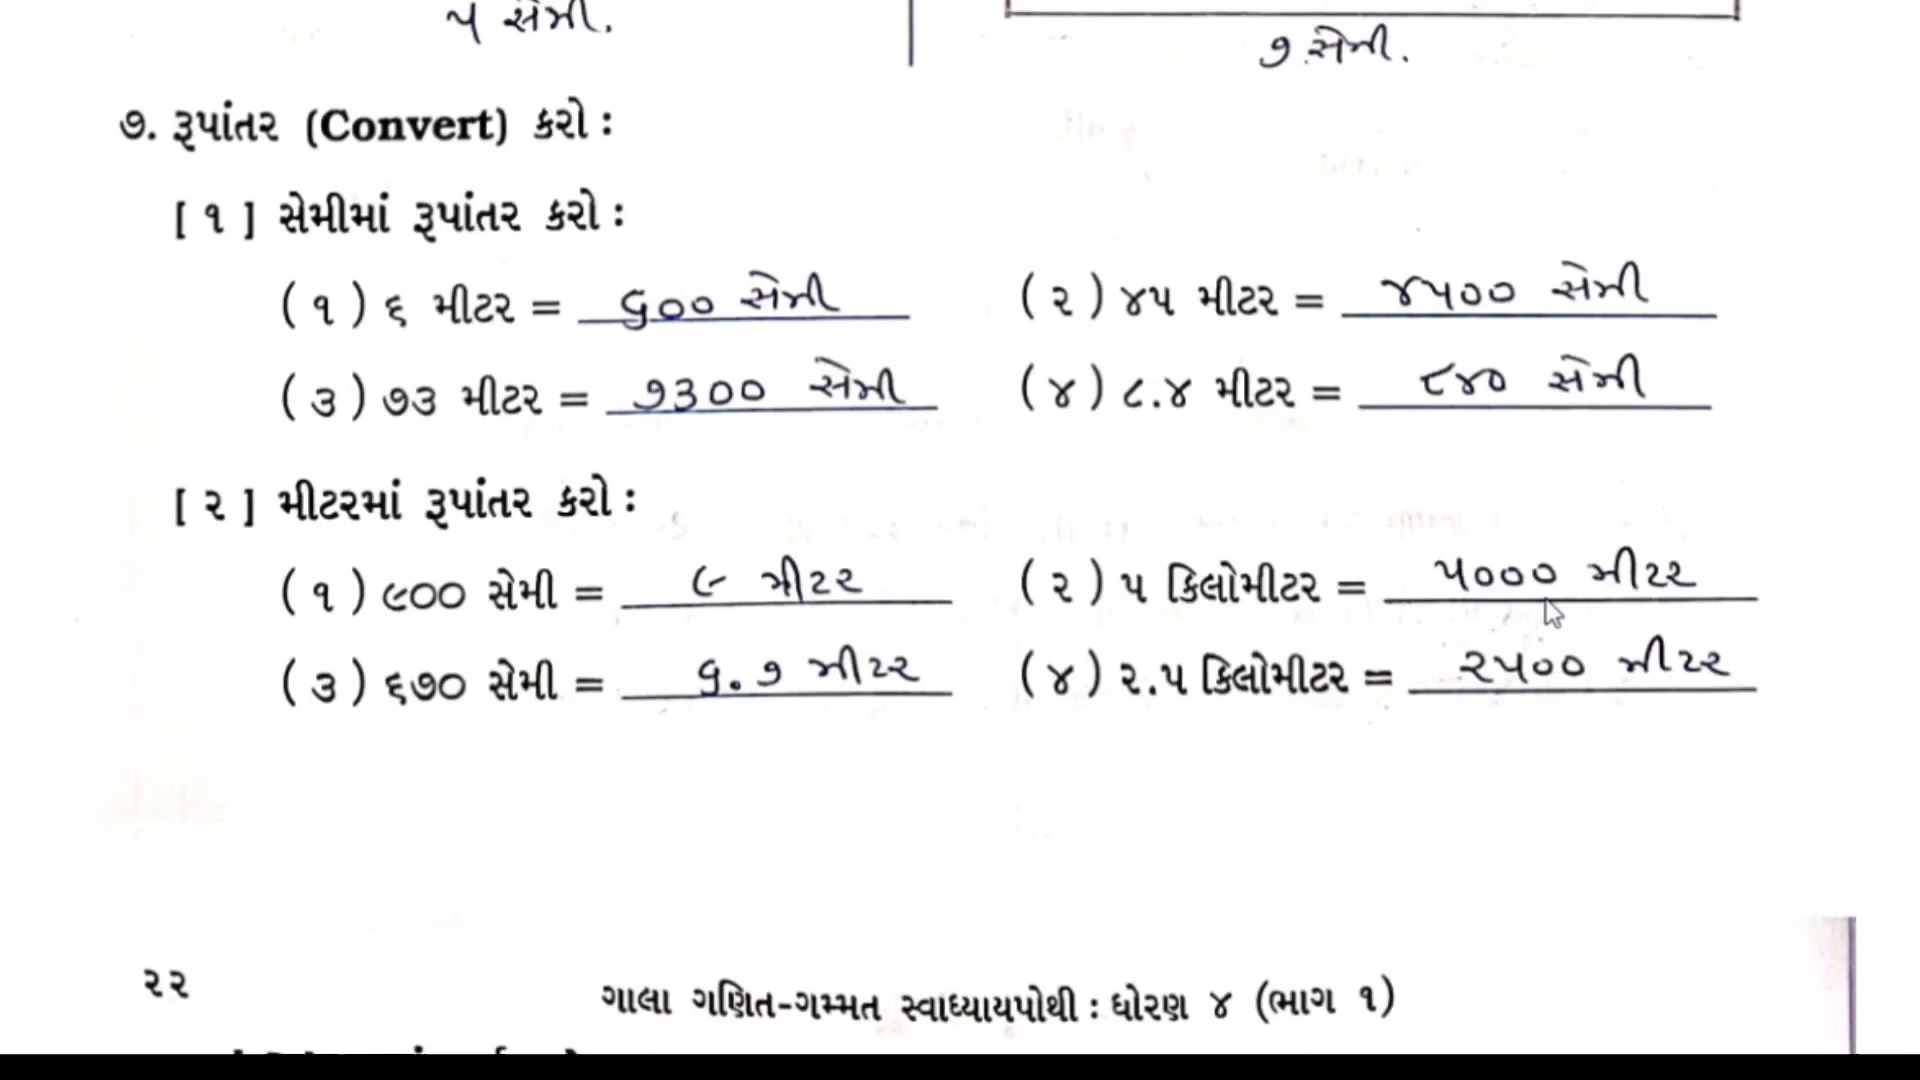 ૫ સેમી.
૭ સેમી.
૭. રૂપાંતર (Convert) કરો :
[ ૧ ] સેમીમાં રૂપાંતર કરો :
( ૧ ) ૬ મીટર = ૬૦૦ સેમી ( ૨ ) ૪૫ મીટર = ૪૫૦૦ સેમી
( ૩ ) ૭૩ મીટર = ૭૩૦૦ સેમી ( ૪ ) ૮.૪ મીટર = ૮૪૦ સેમી
[ ૨ ] મીટરમાં રૂપાંતર કરો :
( ૧ ) ૯૦૦ સેમી = ૯ મીટર ( ૨ ) ૫ કિલોમીટર = ૫૦૦૦ મીટર
( ૩ ) ૬૭૦ સેમી = ૬.૭ મીટર ( ૪ ) ૨.૫ કિલોમીટર = ૨૫૦૦ મીટર
૨૨ ગાલા ગણિત-ગમ્મત સ્વાધ્યાયપોથી : ધોરણ ૪ (ભાગ ૧)